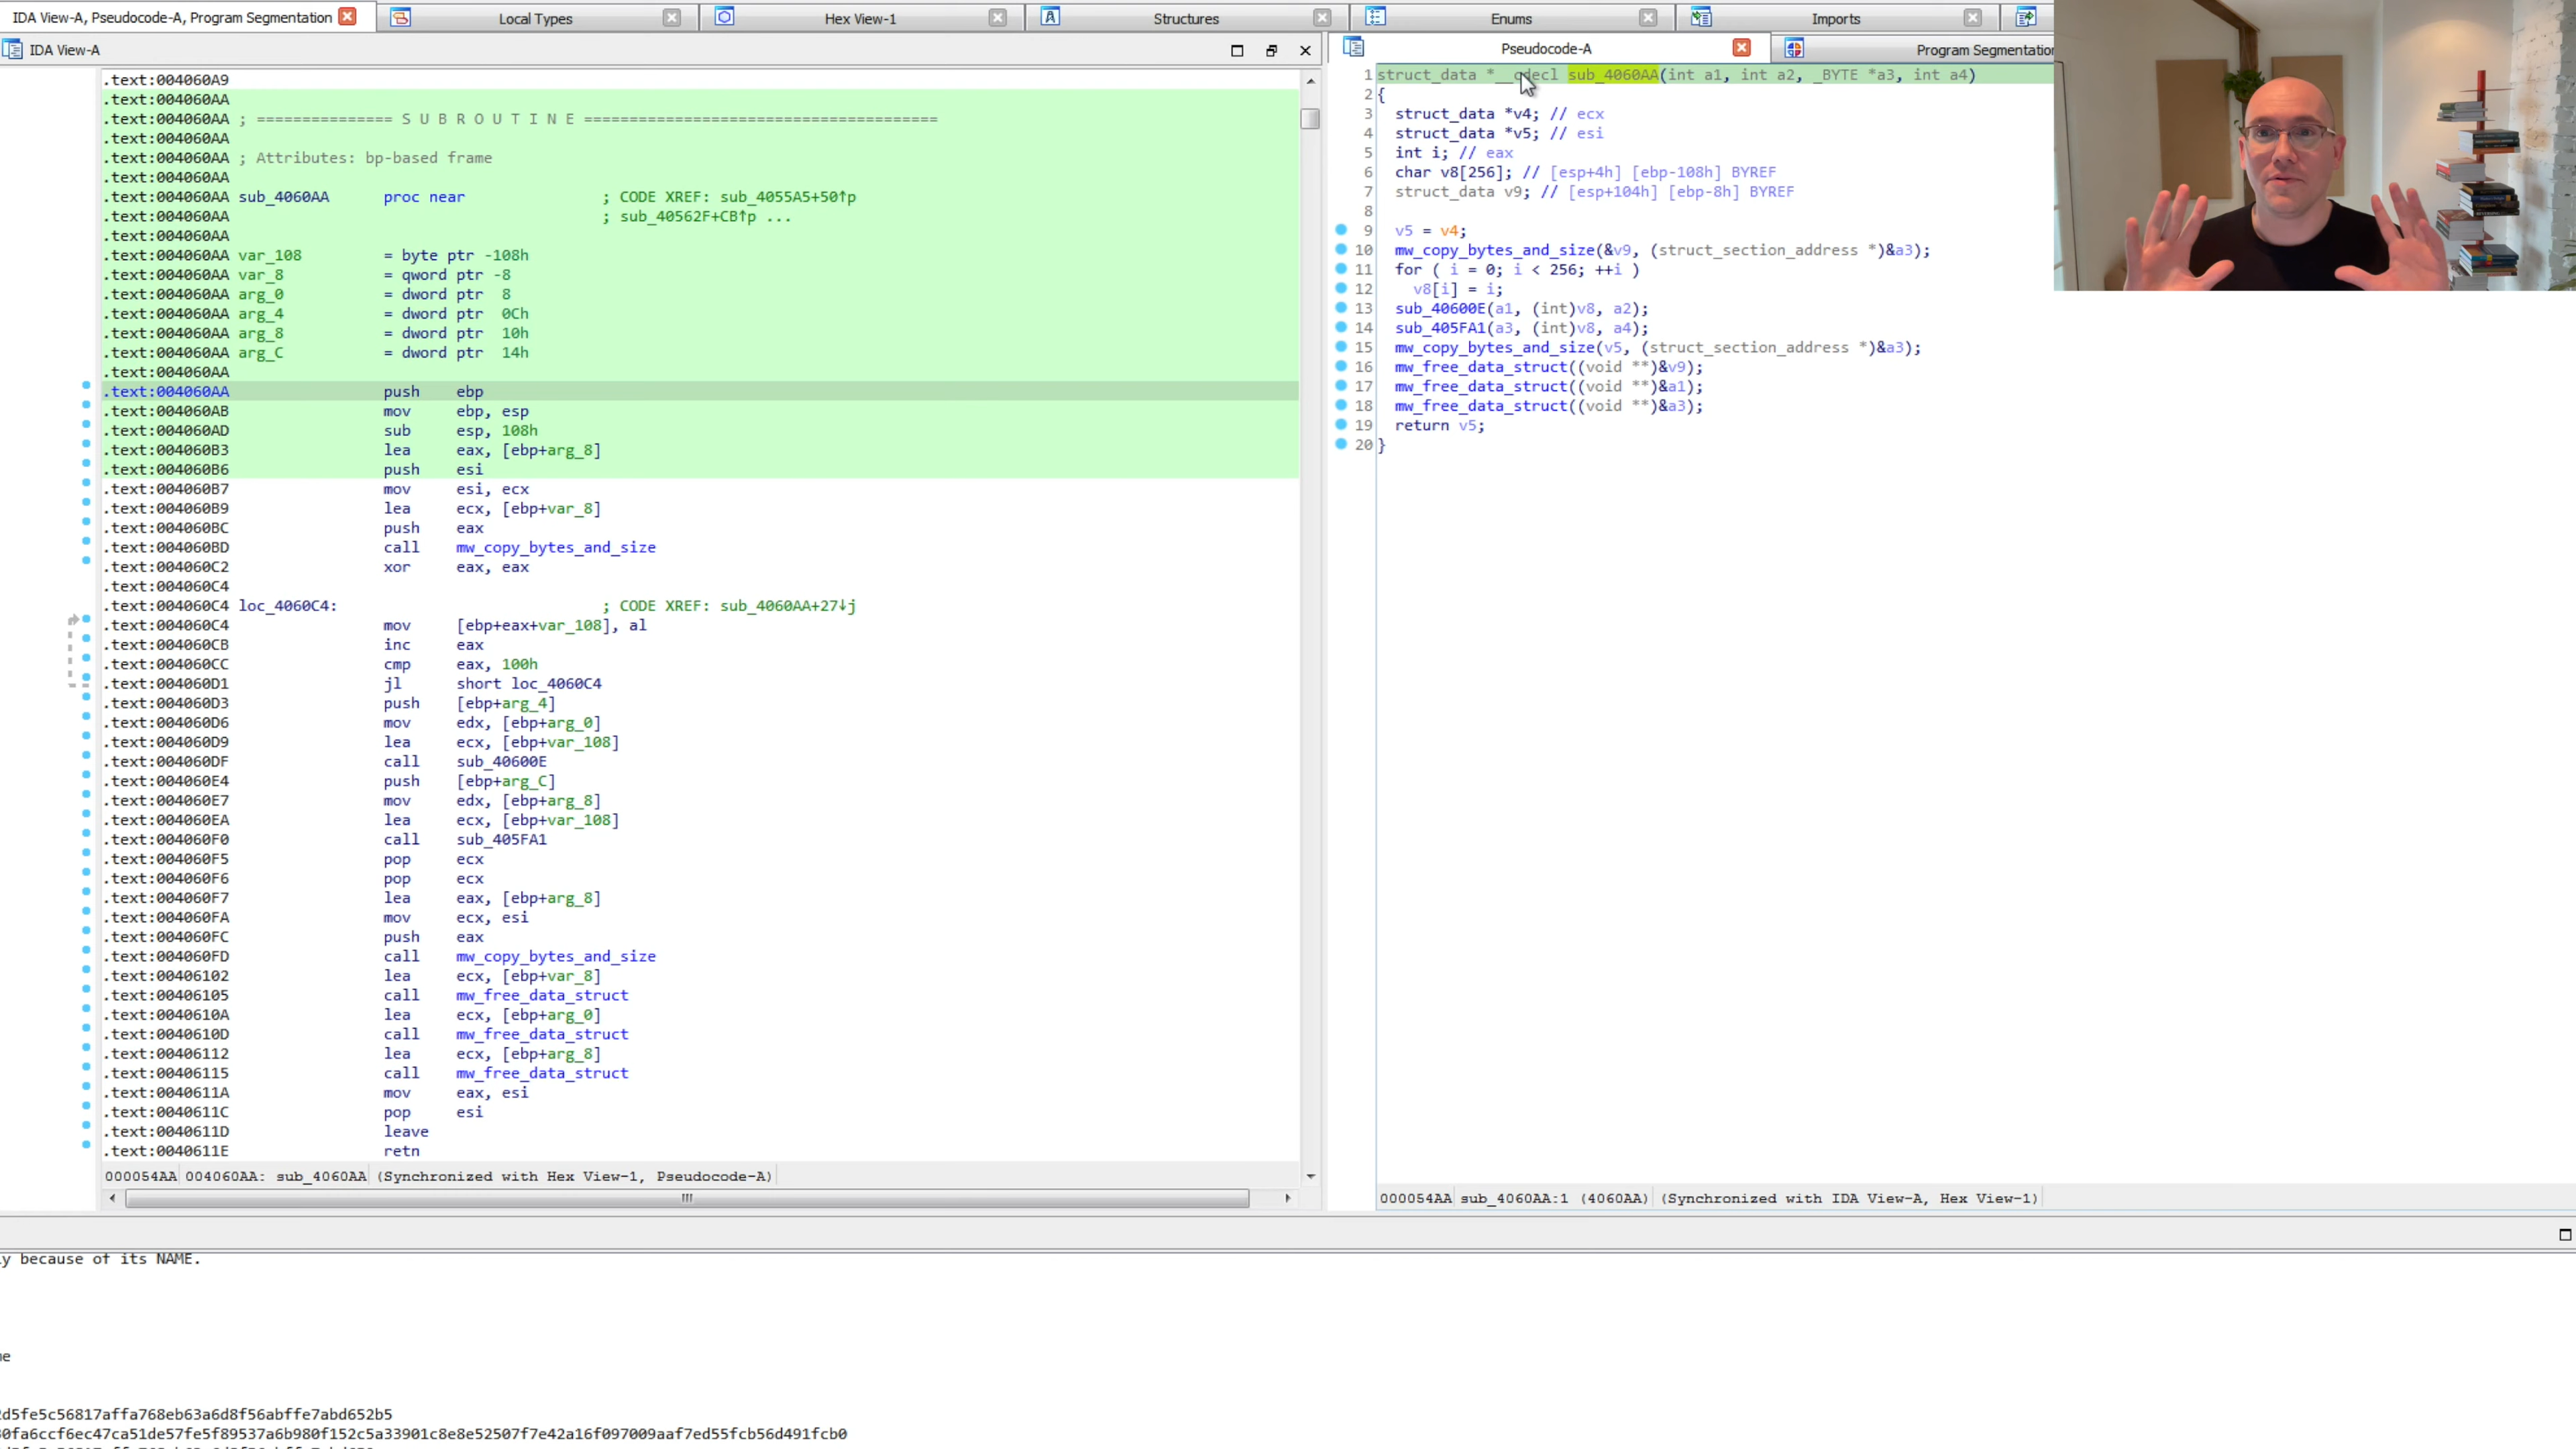 IDA View-A, Pseudocode-A, Program Segmentation
Local Types
Hex View-1
Structures
Enums
Imports
IDA View-A
.text:004060A9
.text:004060AA
.text:004060AA ; =============== S U B R O U T I N E =======================================
.text:004060AA
.text:004060AA ; Attributes: bp-based frame
.text:004060AA
.text:004060AA sub_4060AA proc near ; CODE XREF: sub_4055A5+50↑p
.text:004060AA ; sub_40562F+CB↑p ...
.text:004060AA
.text:004060AA var_108 = byte ptr -108h
.text:004060AA var_8 = qword ptr -8
.text:004060AA arg_0 = dword ptr 8
.text:004060AA arg_4 = dword ptr 0Ch
.text:004060AA arg_8 = dword ptr 10h
.text:004060AA arg_C = dword ptr 14h
.text:004060AA
.text:004060AA push ebp
.text:004060AB mov ebp, esp
.text:004060AD sub esp, 108h
.text:004060B3 lea eax, [ebp+arg_8]
.text:004060B6 push esi
.text:004060B7 mov esi, ecx
.text:004060B9 lea ecx, [ebp+var_8]
.text:004060BC push eax
.text:004060BD call mw_copy_bytes_and_size
.text:004060C2 xor eax, eax
.text:004060C4
.text:004060C4 loc_4060C4: ; CODE XREF: sub_4060AA+27↓j
.text:004060C4 mov [ebp+eax+var_108], al
.text:004060CB inc eax
.text:004060CC cmp eax, 100h
.text:004060D1 jl short loc_4060C4
.text:004060D3 push [ebp+arg_4]
.text:004060D6 mov edx, [ebp+arg_0]
.text:004060D9 lea ecx, [ebp+var_108]
.text:004060DF call sub_40600E
.text:004060E4 push [ebp+arg_C]
.text:004060E7 mov edx, [ebp+arg_8]
.text:004060EA lea ecx, [ebp+var_108]
.text:004060F0 call sub_405FA1
.text:004060F5 pop ecx
.text:004060F6 pop ecx
.text:004060F7 lea eax, [ebp+arg_8]
.text:004060FA mov ecx, esi
.text:004060FC push eax
.text:004060FD call mw_copy_bytes_and_size
.text:00406102 lea ecx, [ebp+var_8]
.text:00406105 call mw_free_data_struct
.text:0040610A lea ecx, [ebp+arg_0]
.text:0040610D call mw_free_data_struct
.text:00406112 lea ecx, [ebp+arg_8]
.text:00406115 call mw_free_data_struct
.text:0040611A mov eax, esi
.text:0040611C pop esi
.text:0040611D leave
.text:0040611E retn
000054AA 004060AA: sub_4060AA (Synchronized with Hex View-1, Pseudocode-A)
Pseudocode-A
Program Segmentation
1 struct_data *__cdecl sub_4060AA(int a1, int a2, _BYTE *a3, int a4)
2 {
3 struct_data *v4; // ecx
4 struct_data *v5; // esi
5 int i; // eax
6 char v8[256]; // [esp+4h] [ebp-108h] BYREF
7 struct_data v9; // [esp+104h] [ebp-8h] BYREF
8
9 v5 = v4;
10 mw_copy_bytes_and_size(&v9, (struct_section_address *)&a3);
11 for ( i = 0; i < 256; ++i )
12 v8[i] = i;
13 sub_40600E(a1, (int)v8, a2);
14 sub_405FA1(a3, (int)v8, a4);
15 mw_copy_bytes_and_size(v5, (struct_section_address *)&a3);
16 mw_free_data_struct((void **)&v9);
17 mw_free_data_struct((void **)&a1);
18 mw_free_data_struct((void **)&a3);
19 return v5;
20 }
000054AA sub_4060AA:1 (4060AA) (Synchronized with IDA View-A, Hex View-1)
y because of its NAME.
me
d5fe5c56817affa768eb63a6d8f56abffe7abd652b5
0fa6ccf6ec47ca51de57fe5f89537a6b980f152c5a33901c8e8e52507f7e42a16f097009aaf7ed55fcb56d491fcb0